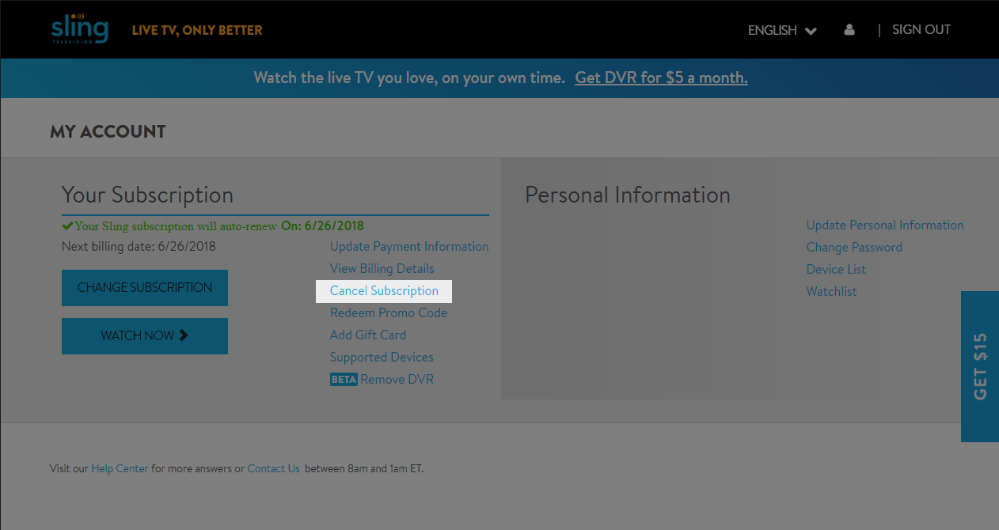 sling
TELEVISION
LIVE TV, ONLY BETTER
ENGLISH
| SIGN OUT
Watch the live TV you love, on your own time. Get DVR for $5 a month.
MY ACCOUNT
Your Subscription
Your Sling subscription will auto-renew On: 6/26/2018
Next billing date: 6/26/2018
CHANGE SUBSCRIPTION
WATCH NOW
Update Payment Information
View Billing Details
Cancel Subscription
Redeem Promo Code
Add Gift Card
Supported Devices
BETA Remove DVR
Personal Information
Update Personal Information
Change Password
Device List
Watchlist
GET $15
Visit our Help Center for more answers or Contact Us between 8am and 1am ET.